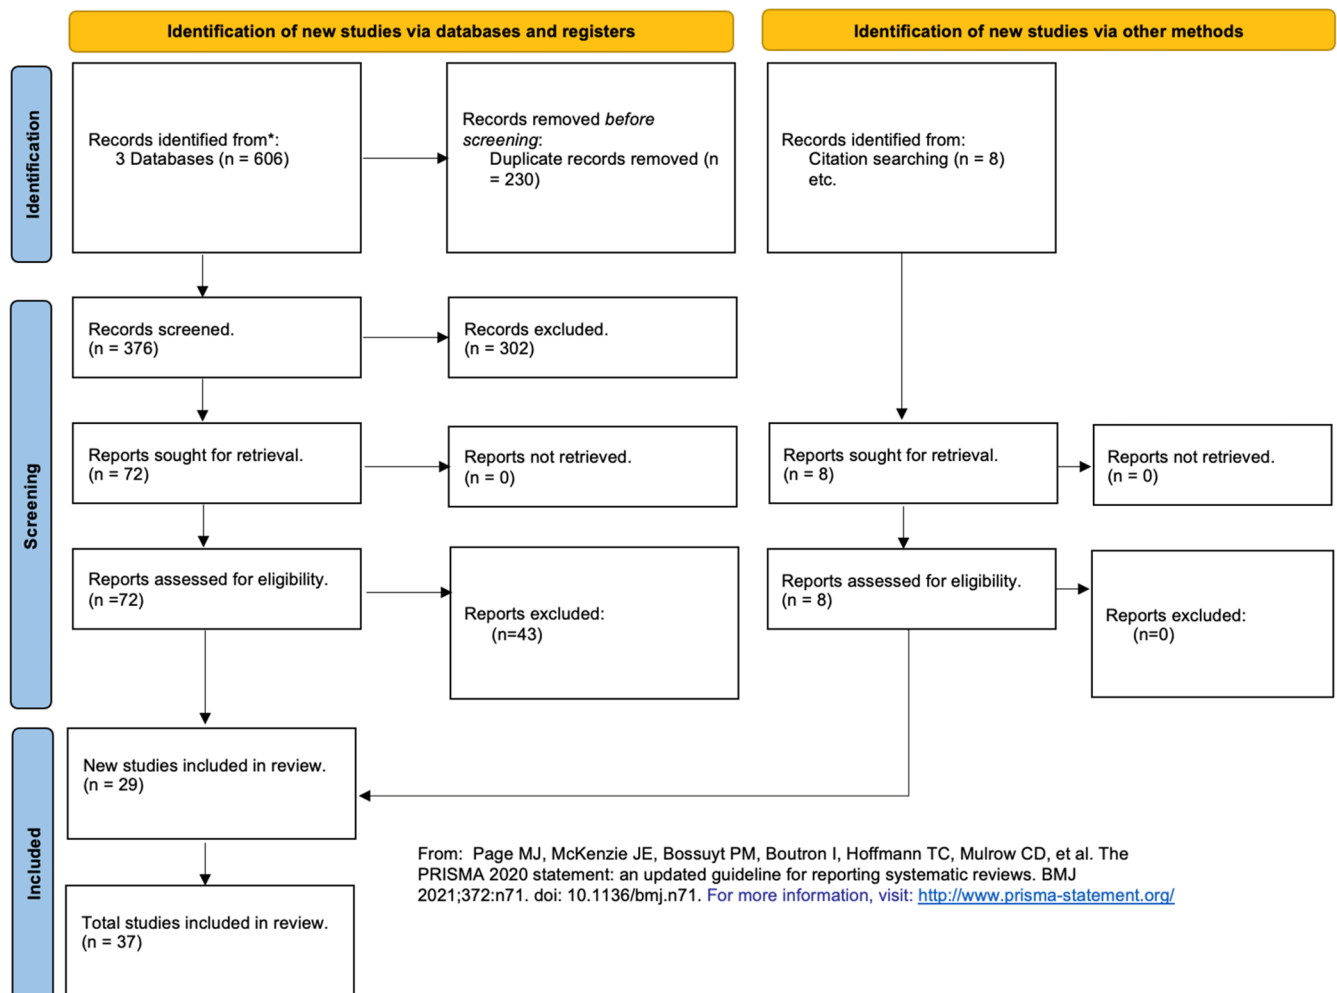 Identification of new studies via databases and registers
Identification of new studies via other methods
Identification
Records identified from*:
3 Databases (n = 606)
Records removed before
screening:
Duplicate records removed (n
= 230)
Records identified from:
Citation searching (n = 8)
etc.
Screening
Records screened.
(n = 376)
Records excluded.
(n = 302)
Reports sought for retrieval.
(n = 72)
Reports not retrieved.
(n = 0)
Reports sought for retrieval.
(n = 8)
Reports not retrieved.
(n = 0)
Reports assessed for eligibility.
(n =72)
Reports excluded:
(n=43)
Reports assessed for eligibility.
(n = 8)
Reports excluded:
(n=0)
Included
New studies included in review.
(n = 29)
Total studies included in review.
(n = 37)
From: Page MJ, McKenzie JE, Bossuyt PM, Boutron I, Hoffmann TC, Mulrow CD, et al. The
PRISMA 2020 statement: an updated guideline for reporting systematic reviews. BMJ
2021;372:n71. doi: 10.1136/bmj.n71. For more information, visit: http://www.prisma-statement.org/